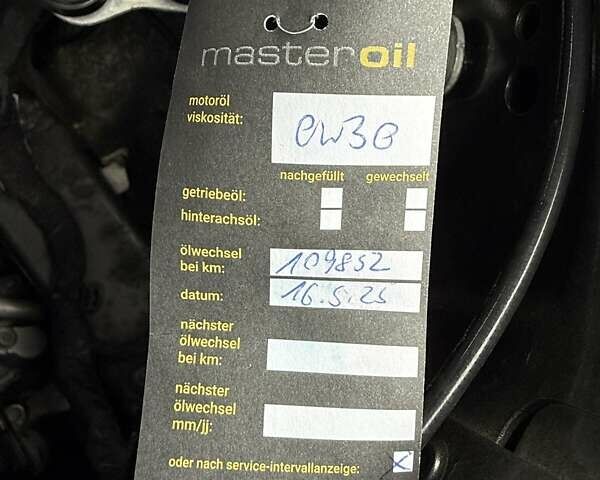 masteroil
motoröl
viskosität:
0W30
nachgefüllt gewechselt
getriebeöl:
hinterachsöl:
ölwechsel
bei km:
109852
datum:
16.5.25
nächster
ölwechsel
bei km:
nächster
ölwechsel
mm/jj:
oder nach service-intervallanzeige: x